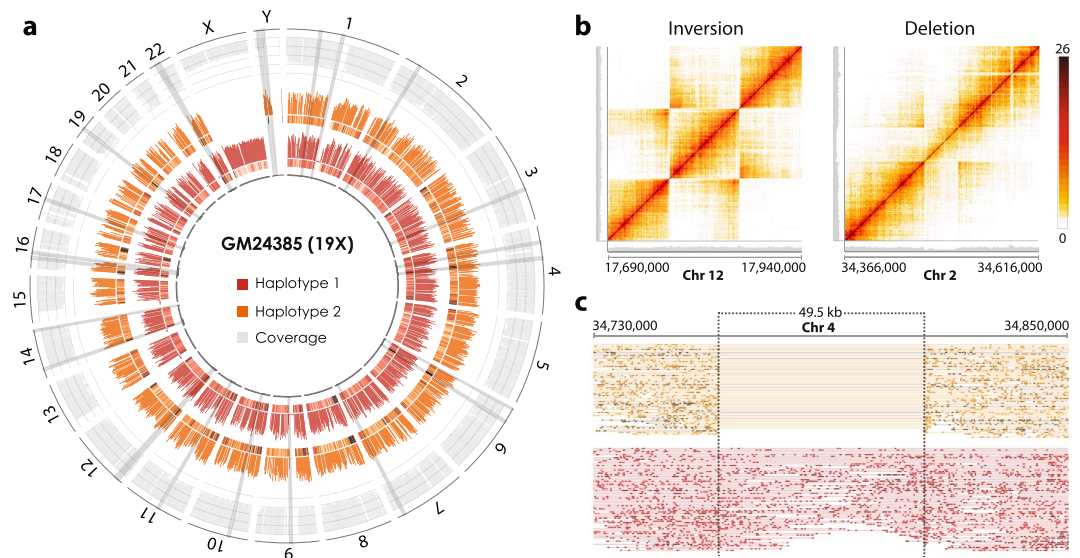 a
1
2
3
4
5
6
7
8
9
10
11
12
13
14
15
16
17
18
19
20
21
22
X
Y
GM24385 (19X)
Haplotype 1
Haplotype 2
Coverage
b
Inversion
Deletion
26
0
17,690,000 Chr 12 17,940,000
34,366,000 Chr 2 34,616,000
c
49.5 kb
34,730,000 Chr 4 34,850,000